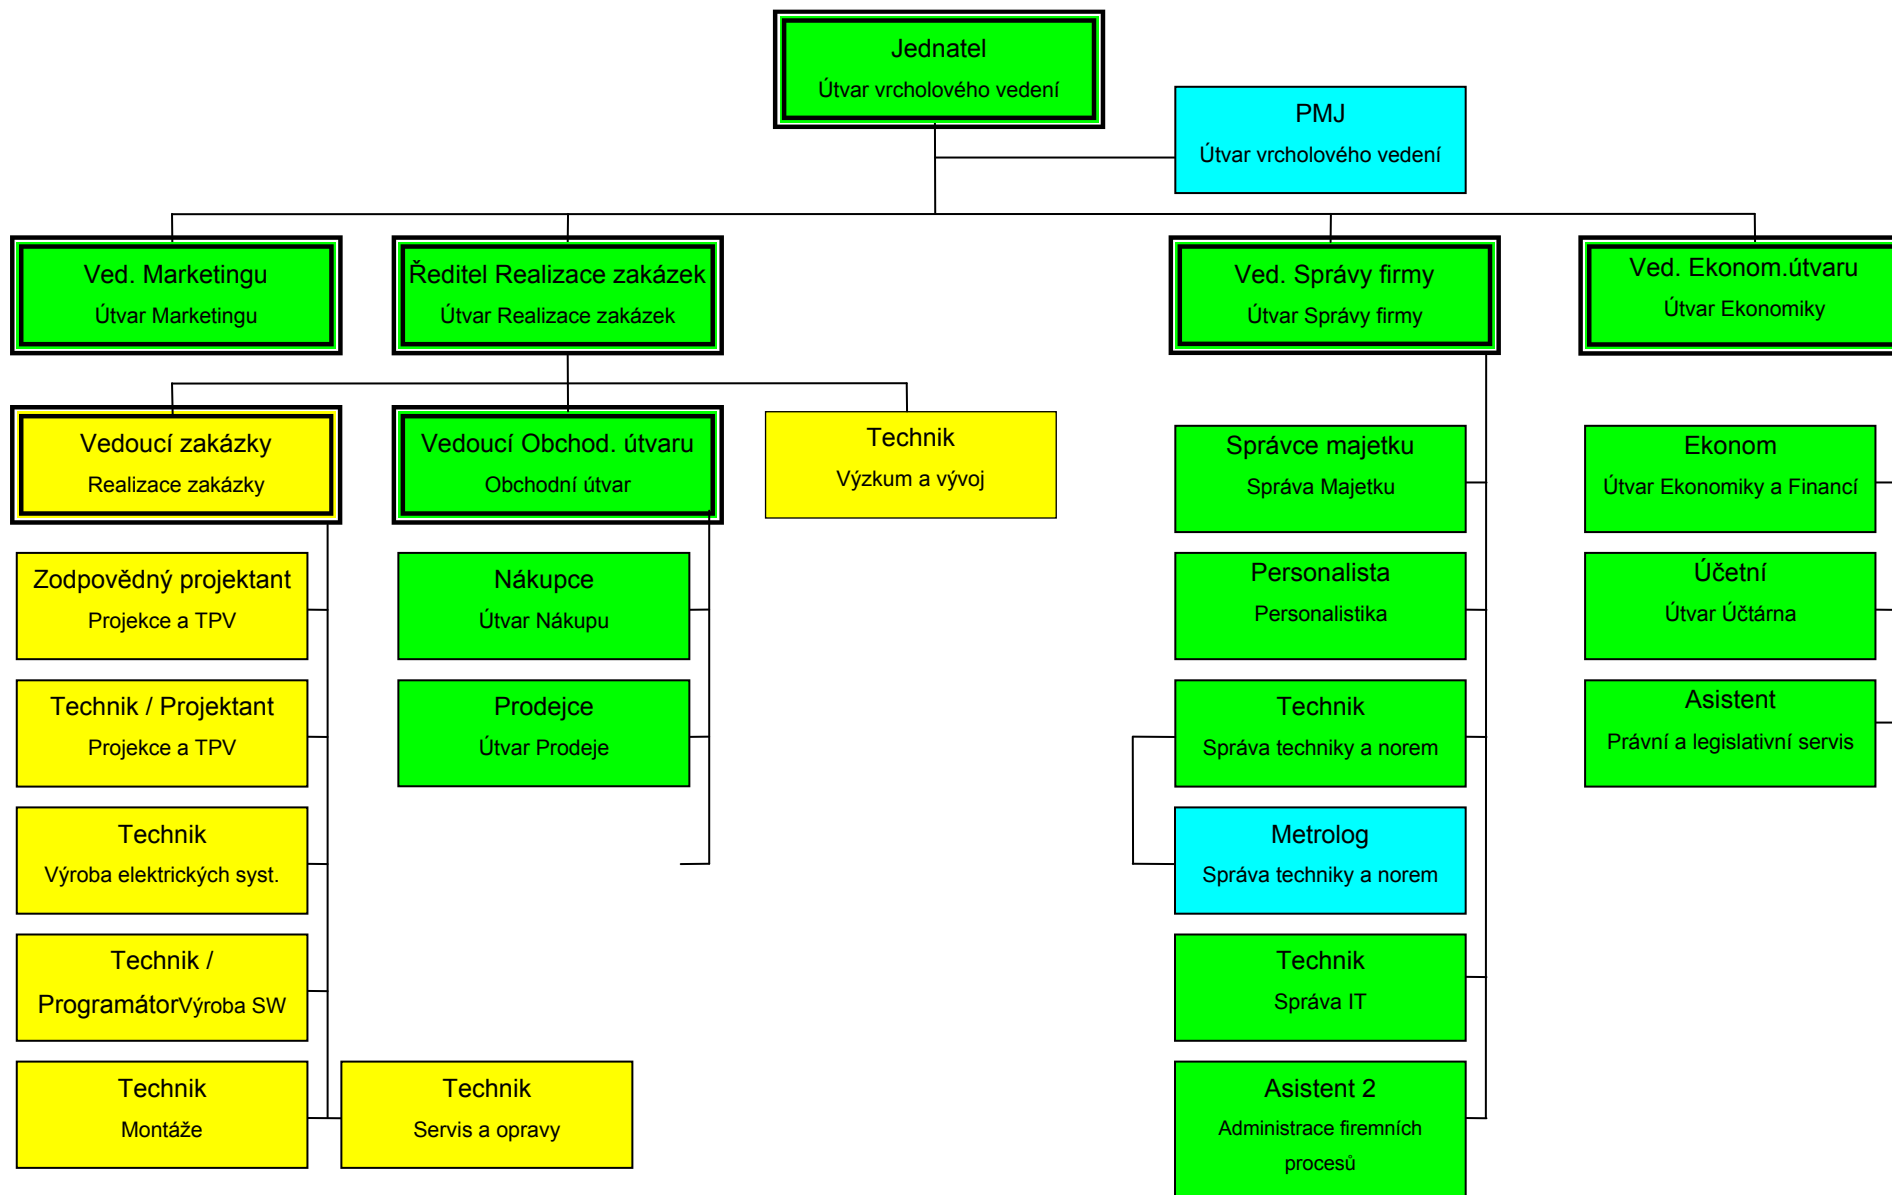 Jednatel
Útvar vrcholového vedení
PMJ
Útvar vrcholového vedení
Ved. Marketingu
Útvar Marketingu
Ředitel Realizace zakázek
Útvar Realizace zakázek
Ved. Správy firmy
Útvar Správy firmy
Ved. Ekonom.útvaru
Útvar Ekonomiky
Vedoucí zakázky
Realizace zakázky
Vedoucí Obchod. útvaru
Obchodní útvar
Technik
Výzkum a vývoj
Správce majetku
Správa Majetku
Ekonom
Útvar Ekonomiky a Financí
Zodpovědný projektant
Projekce a TPV
Nákupce
Útvar Nákupu
Personalista
Personalistika
Účetní
Útvar Účtárna
Technik / Projektant
Projekce a TPV
Prodejce
Útvar Prodeje
Technik
Správa techniky a norem
Asistent
Právní a legislativní servis
Technik
Výroba elektrických syst.
Metrolog
Správa techniky a norem
Technik /
ProgramátorVýroba SW
Technik
Správa IT
Technik
Montáže
Technik
Servis a opravy
Asistent 2
Administrace firemních
procesů